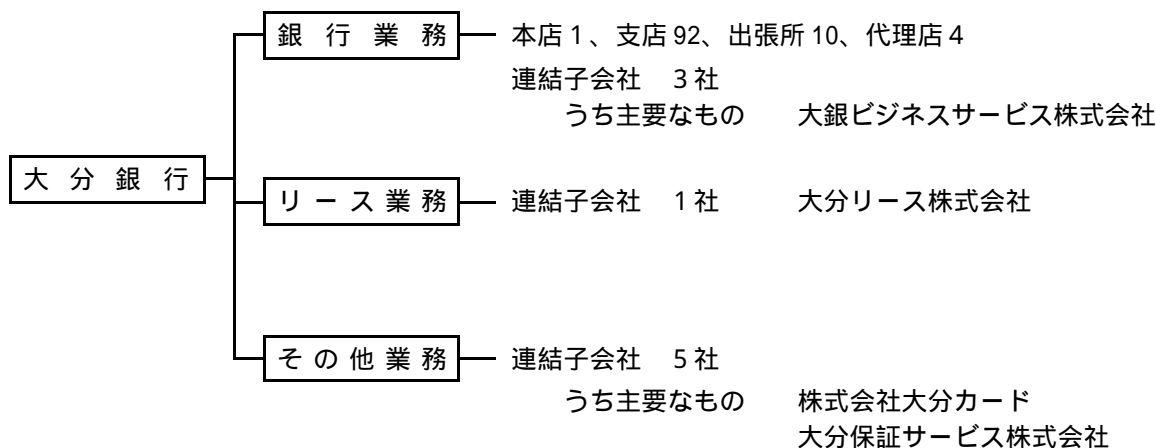 銀行業務 本店1、支店92、出張所10、代理店4
連結子会社 3社
うち主要なもの 大銀ビジネスサービス株式会社
大分銀行
リース業務 連結子会社 1社 大分リース株式会社
その他業務 連結子会社 5社
うち主要なもの 株式会社大分カード
大分保証サービス株式会社